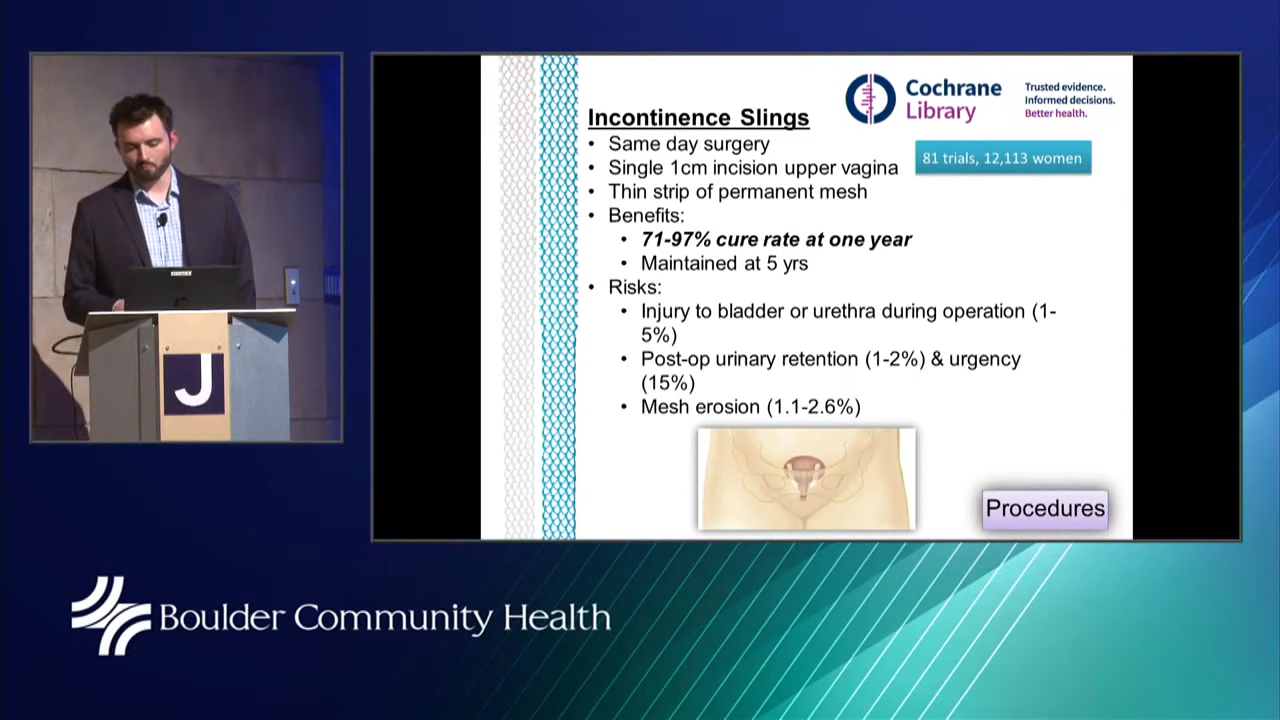 Cochrane
Library
Trusted evidence.
Informed decisions.
Better health.
Incontinence Slings
81 trials, 12,113 women
• Same day surgery
• Single 1cm incision upper vagina
• Thin strip of permanent mesh
• Benefits:
• 71-97% cure rate at one year
• Maintained at 5 yrs
• Risks:
• Injury to bladder or urethra during operation (1-
5%)
• Post-op urinary retention (1-2%) & urgency
(15%)
• Mesh erosion (1.1-2.6%)
Procedures
J
Boulder Community Health